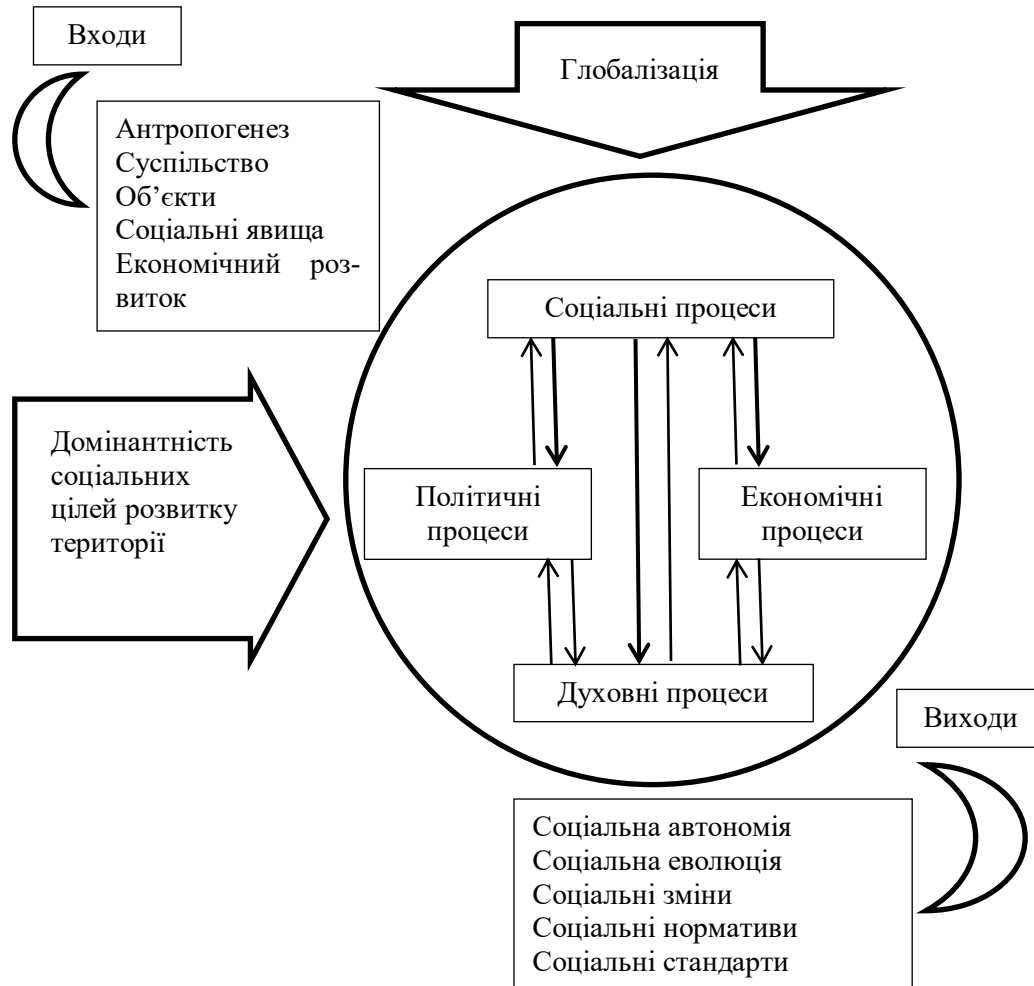 Входи
Глобалізація
Антропогенез
Суспільство
Об’єкти
Соціальні явища
Економічний роз-
виток
Соціальні процеси
Домінантність
соціальних
цілей розвитку
території
Політичні
процеси
Економічні
процеси
Духовні процеси
Виходи
Соціальна автономія
Соціальна еволюція
Соціальні зміни
Соціальні нормативи
Соціальні стандарти